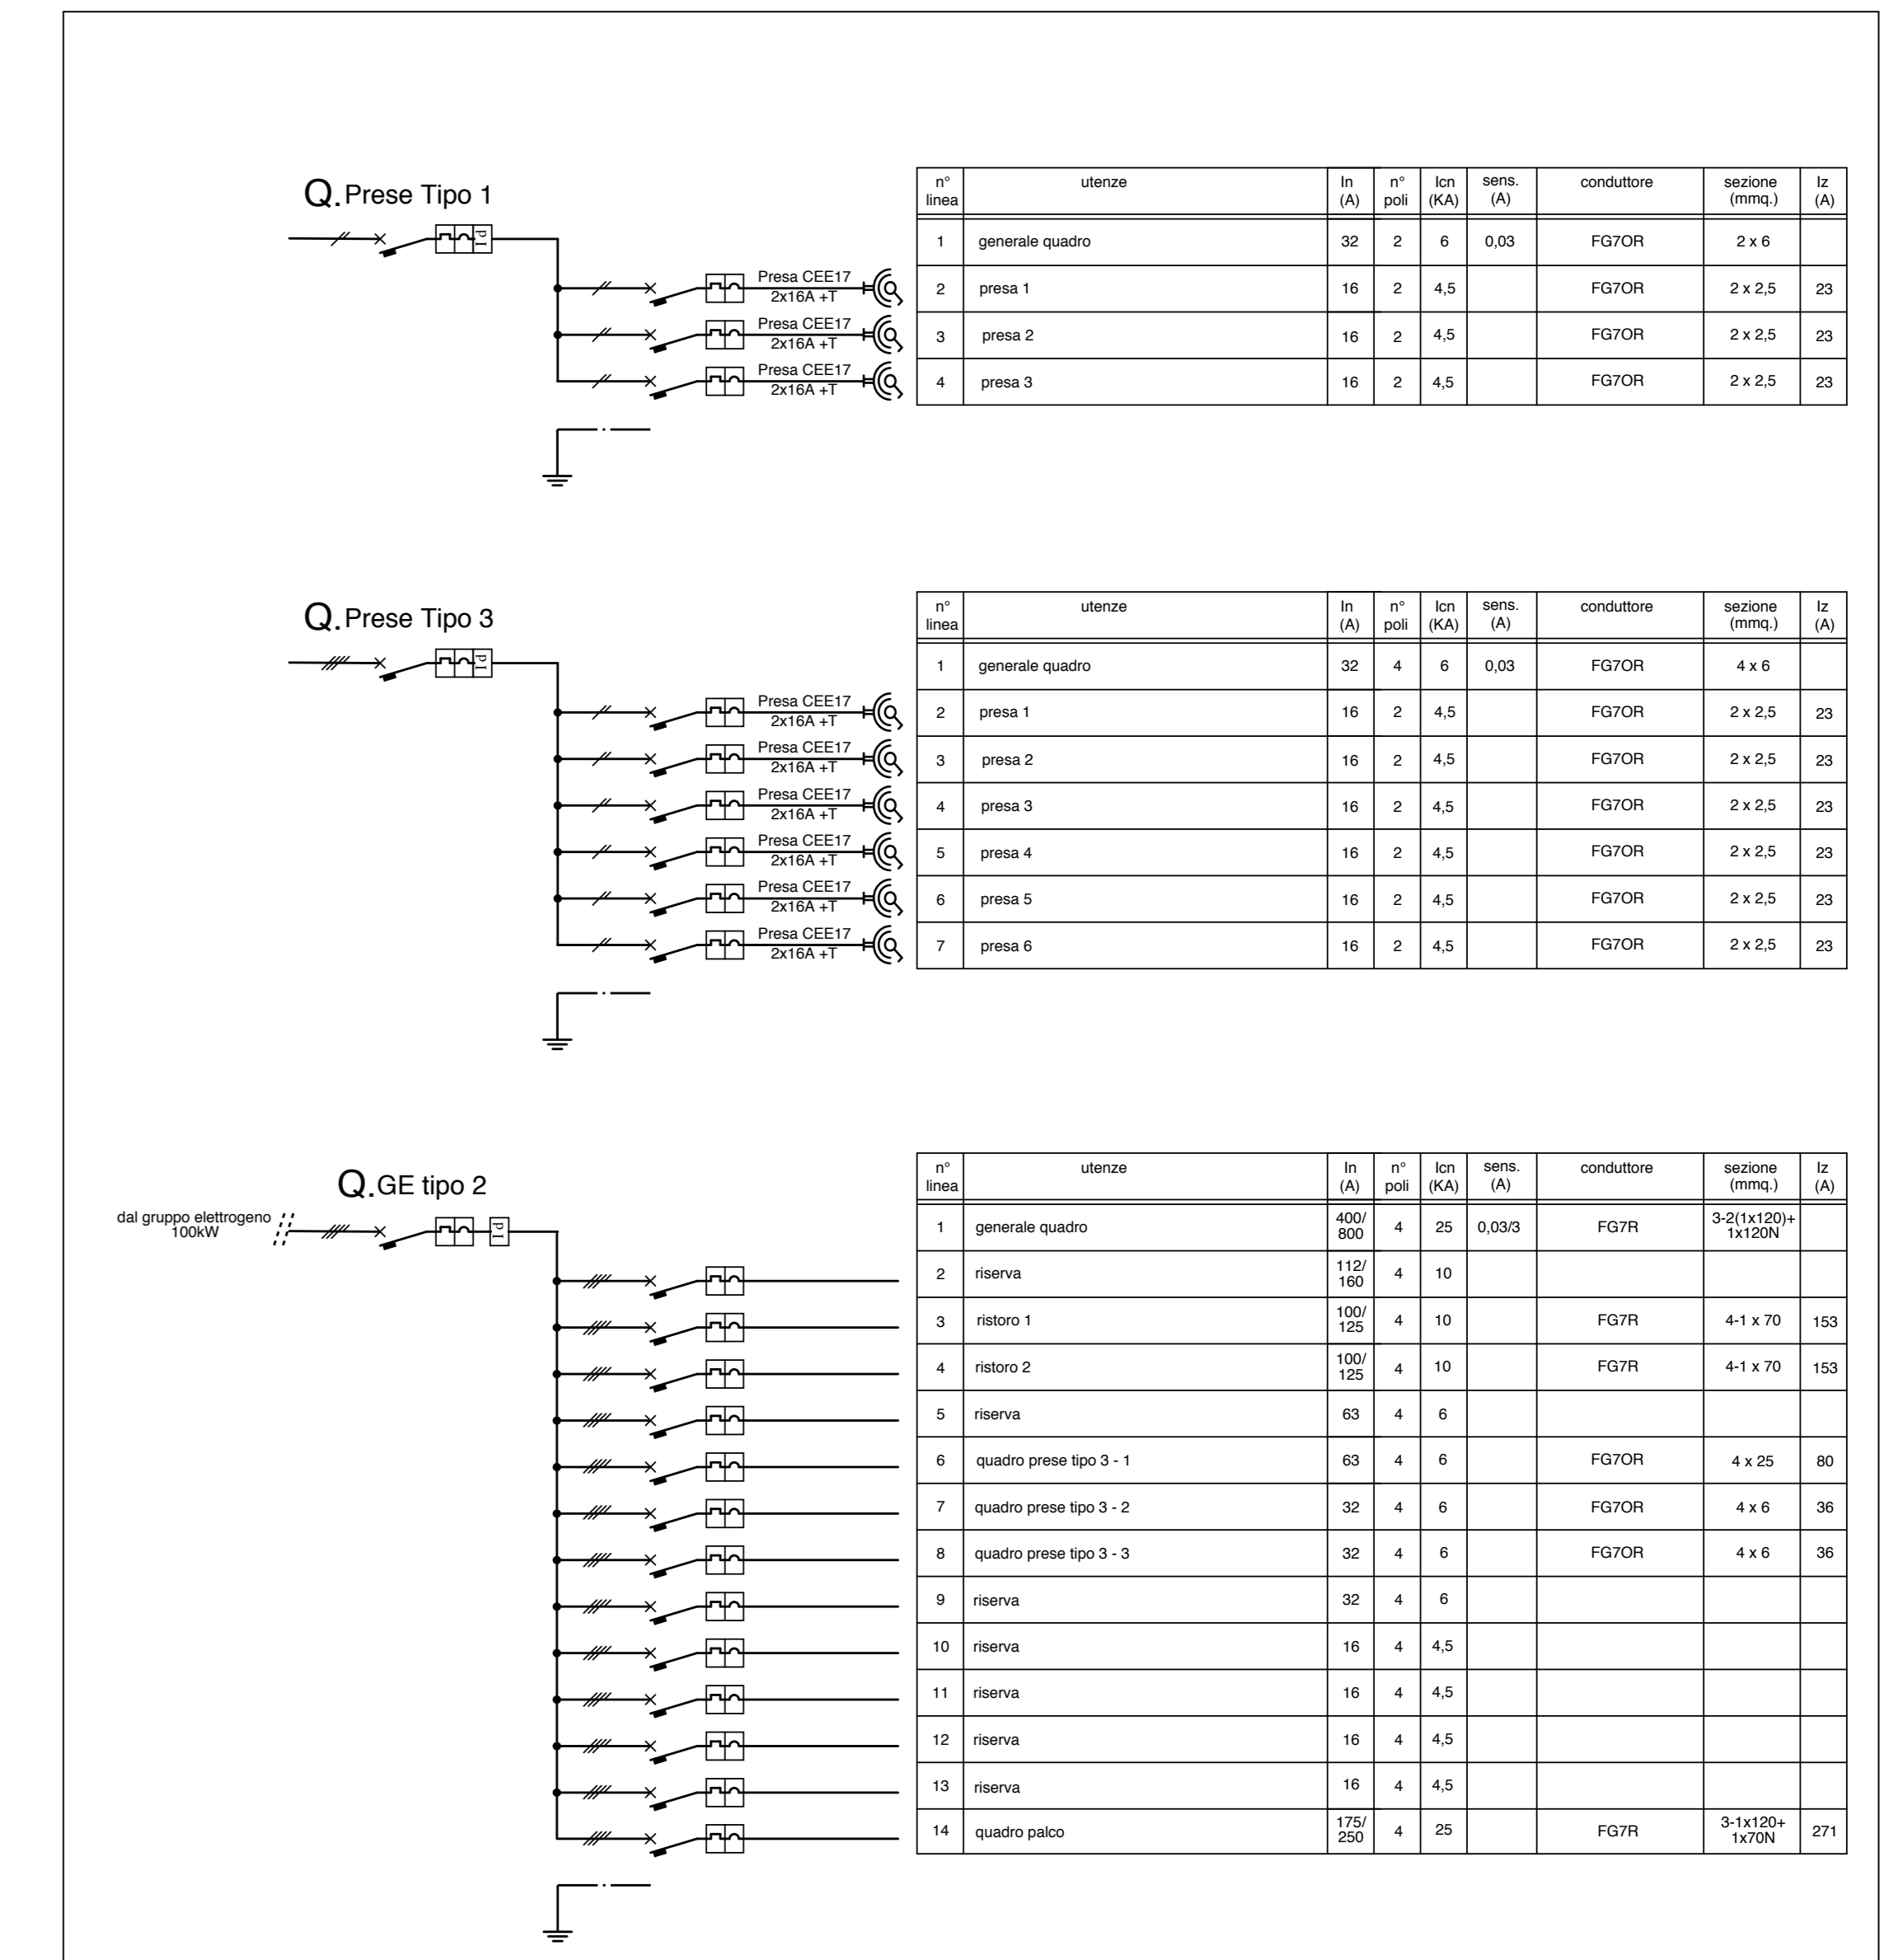 Q.Prese Tipo 1
n° linea utenze In (A) n° poli Icn (KA) sens. (A) conduttore sezione (mmq.) Iz (A)
1 generale quadro 32 2 6 0,03 FG7OR 2 x 6
Id
Presa CEE17
2x16A +T
2 presa 1 16 2 4,5 FG7OR 2 x 2,5 23
Presa CEE17
2x16A +T
3 presa 2 16 2 4,5 FG7OR 2 x 2,5 23
Presa CEE17
2x16A +T
4 presa 3 16 2 4,5 FG7OR 2 x 2,5 23
Q.Prese Tipo 3
n° linea utenze In (A) n° poli Icn (KA) sens. (A) conduttore sezione (mmq.) Iz (A)
1 generale quadro 32 4 6 0,03 FG7OR 4 x 6
Id
Presa CEE17
2x16A +T
2 presa 1 16 2 4,5 FG7OR 2 x 2,5 23
Presa CEE17
2x16A +T
3 presa 2 16 2 4,5 FG7OR 2 x 2,5 23
Presa CEE17
2x16A +T
4 presa 3 16 2 4,5 FG7OR 2 x 2,5 23
Presa CEE17
2x16A +T
5 presa 4 16 2 4,5 FG7OR 2 x 2,5 23
Presa CEE17
2x16A +T
6 presa 5 16 2 4,5 FG7OR 2 x 2,5 23
Presa CEE17
2x16A +T
7 presa 6 16 2 4,5 FG7OR 2 x 2,5 23
Q.GE tipo 2
dal gruppo elettrogeno
100kW
Id
n° linea utenze In (A) n° poli Icn (KA) sens. (A) conduttore sezione (mmq.) Iz (A)
1 generale quadro 400/800 4 25 0,03/3 FG7R 3-2(1x120)+ 1x120N
2 riserva 112/160 4 10
3 ristoro 1 100/125 4 10 FG7R 4-1 x 70 153
4 ristoro 2 100/125 4 10 FG7R 4-1 x 70 153
5 riserva 63 4 6
6 quadro prese tipo 3 - 1 63 4 6 FG7OR 4 x 25 80
7 quadro prese tipo 3 - 2 32 4 6 FG7OR 4 x 6 36
8 quadro prese tipo 3 - 3 32 4 6 FG7OR 4 x 6 36
9 riserva 32 4 6
10 riserva 16 4 4,5
11 riserva 16 4 4,5
12 riserva 16 4 4,5
13 riserva 16 4 4,5
14 quadro palco 175/250 4 25 FG7R 3-1x120+ 1x70N 271